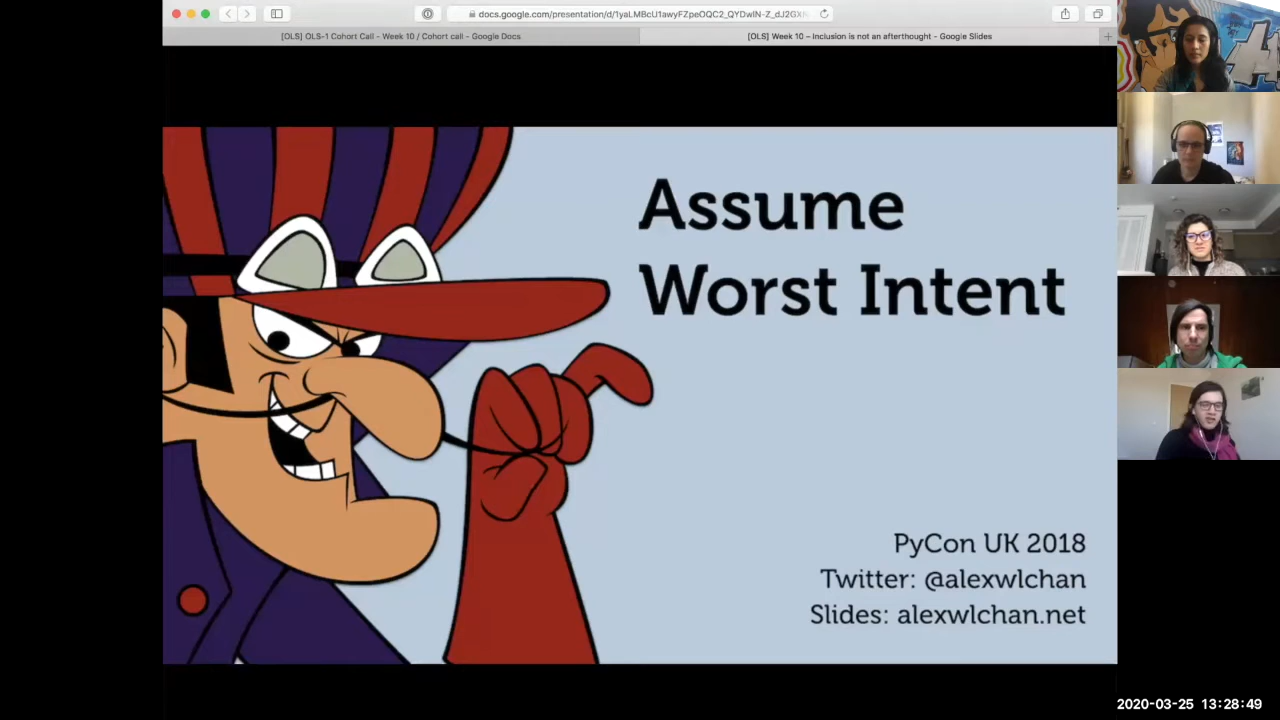 docs.google.com/presentation/d/1yaLMBcU1awyFZpeOQC2_QYDwIN-Z_dJ2GXN
[OLS] OLS-1 Cohort Call - Week 10 / Cohort call - Google Docs
[OLS] Week 10 – Inclusion is not an afterthought - Google Slides
Assume
Worst Intent
PyCon UK 2018
Twitter: @alexwlchan
Slides: alexwlchan.net
2020-03-25 13:28:49